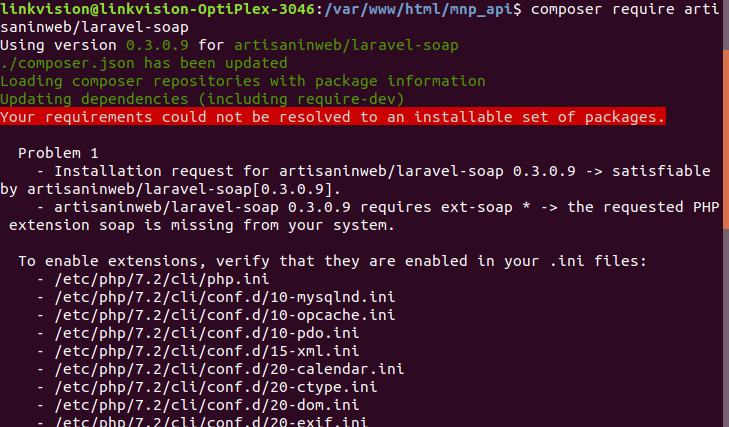 linkvision@linkvision-OptiPlex-3046:/var/www/html/mnp_api$ composer require arti
saninweb/laravel-soap
Using version 0.3.0.9 for artisaninweb/laravel-soap
./composer.json has been updated
Loading composer repositories with package information
Updating dependencies (including require-dev)
Your requirements could not be resolved to an installable set of packages.
Problem 1
- Installation request for artisaninweb/laravel-soap 0.3.0.9 -> satisfiable
by artisaninweb/laravel-soap[0.3.0.9].
- artisaninweb/laravel-soap 0.3.0.9 requires ext-soap * -> the requested PHP
extension soap is missing from your system.
To enable extensions, verify that they are enabled in your .ini files:
- /etc/php/7.2/cli/php.ini
- /etc/php/7.2/cli/conf.d/10-mysqlnd.ini
- /etc/php/7.2/cli/conf.d/10-opcache.ini
- /etc/php/7.2/cli/conf.d/10-pdo.ini
- /etc/php/7.2/cli/conf.d/15-xml.ini
- /etc/php/7.2/cli/conf.d/20-calendar.ini
- /etc/php/7.2/cli/conf.d/20-ctype.ini
- /etc/php/7.2/cli/conf.d/20-dom.ini
- /etc/php/7.2/cli/conf.d/20-exif.ini